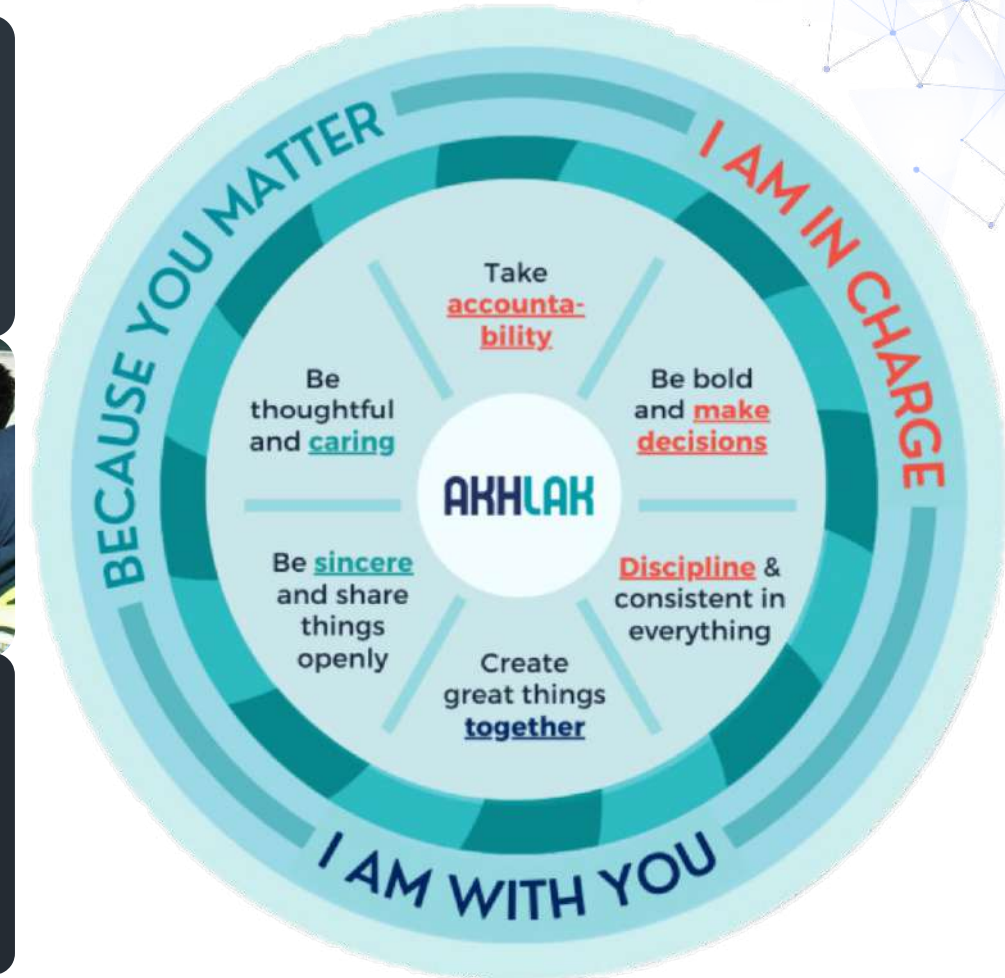 BECAUSE YOU MATTER
I AM IN CHARGE
Take
accounta-
bility
Be bold
and make
decisions
Discipline &
consistent in
everything
Create
great things
together
Be sincere
and share
things
openly
Be
thoughtful
and caring
AKHLAK
I AM WITH YOU